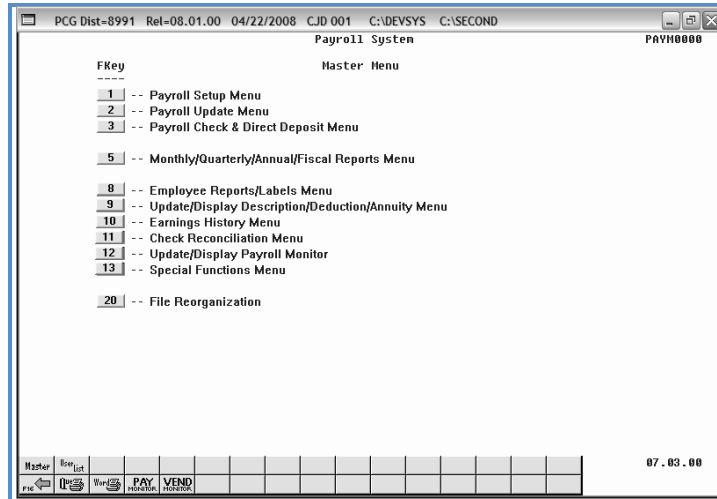 PCG Dist=8991 Rel=08.01.00 04/22/2008 CJD 001 C:\DEVSYS C:\SECOND
Payroll System PAYM0000
FKey Master Menu
----
1 -- Payroll Setup Menu
2 -- Payroll Update Menu
3 -- Payroll Check & Direct Deposit Menu
5 -- Monthly/Quarterly/Annual/Fiscal Reports Menu
8 -- Employee Reports/Labels Menu
9 -- Update/Display Description/Deduction/Annuity Menu
10 -- Earnings History Menu
11 -- Check Reconciliation Menu
12 -- Update/Display Payroll Monitor
13 -- Special Functions Menu
20 -- File Reorganization
Master User List 07.03.00
F16 Que Word PAY MONITOR VEND MONITOR